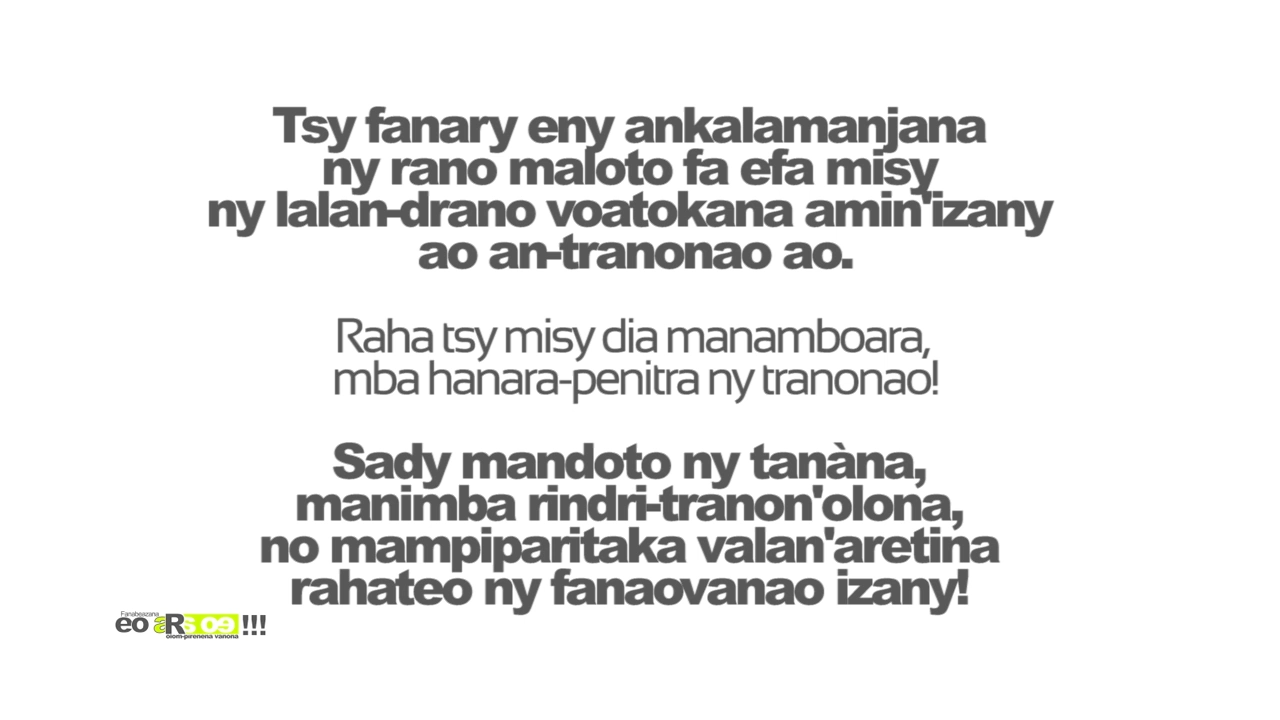 Tsy fanary eny ankalamanjana
ny rano maloto fa efa misy
ny lalan-drano voatokana amin'izany
ao an-tranonao ao.
Raha tsy misy dia manamboara,
mba hanara-penitra ny tranonao!
Sady mandoto ny tanàna,
manimba rindri-tranon'olona,
no mampiparitaka valan'aretina
rahateo ny fanaovanao izany!
Fanabeazana
eo aRs oe !!!
olom-pirenena vanona